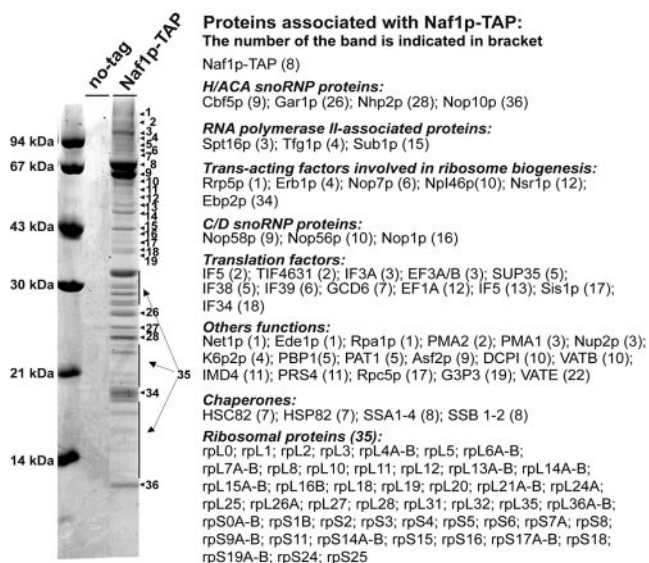 no-tag
Naf1p-TAP
94 kDa
67 kDa
43 kDa
30 kDa
21 kDa
14 kDa
1
2
3
4
5
6
7
8
9
10
11
12
13
14
15
16
17
18
19
26
27
28
35
34
36
Proteins associated with Naf1p-TAP:
The number of the band is indicated in bracket
Naf1p-TAP (8)
H/ACA snoRNP proteins:
Cbf5p (9); Gar1p (26); Nhp2p (28); Nop10p (36)
RNA polymerase II-associated proteins:
Spt16p (3); Tfg1p (4); Sub1p (15)
Trans-acting factors involved in ribosome biogenesis:
Rrp5p (1); Erb1p (4); Nop7p (6); Npl46p(10); Nsr1p (12);
Ebp2p (34)
C/D snoRNP proteins:
Nop58p (9); Nop56p (10); Nop1p (16)
Translation factors:
IF5 (2); TIF4631 (2); IF3A (3); EF3A/B (3); SUP35 (5);
IF38 (5); IF39 (6); GCD6 (7); EF1A (12); IF5 (13); Sis1p (17);
IF34 (18)
Others functions:
Net1p (1); Ede1p (1); Rpa1p (1); PMA2 (2); PMA1 (3); Nup2p (3);
K6p2p (4); PBP1(5); PAT1 (5); Asf2p (9); DCPI (10); VATB (10);
IMD4 (11); PRS4 (11); Rpc5p (17); G3P3 (19); VATE (22)
Chaperones:
HSC82 (7); HSP82 (7); SSA1-4 (8); SSB 1-2 (8)
Ribosomal proteins (35):
rpL0; rpL1; rpL2; rpL3; rpL4A-B; rpL5; rpL6A-B;
rpL7A-B; rpL8; rpL10; rpL11; rpL12; rpL13A-B; rpL14A-B;
rpL15A-B; rpL16B; rpL18; rpL19; rpL20; rpL21A-B; rpL24A;
rpL25; rpL26A; rpL27; rpL28; rpL31; rpL32; rpL35; rpL36A-B;
rpS0A-B; rpS1B; rpS2; rpS3; rpS4; rpS5; rpS6; rpS7A; rpS8;
rpS9A-B; rpS11; rpS14A-B; rpS15; rpS16; rpS17A-B; rpS18;
rpS19A-B; rpS24; rpS25